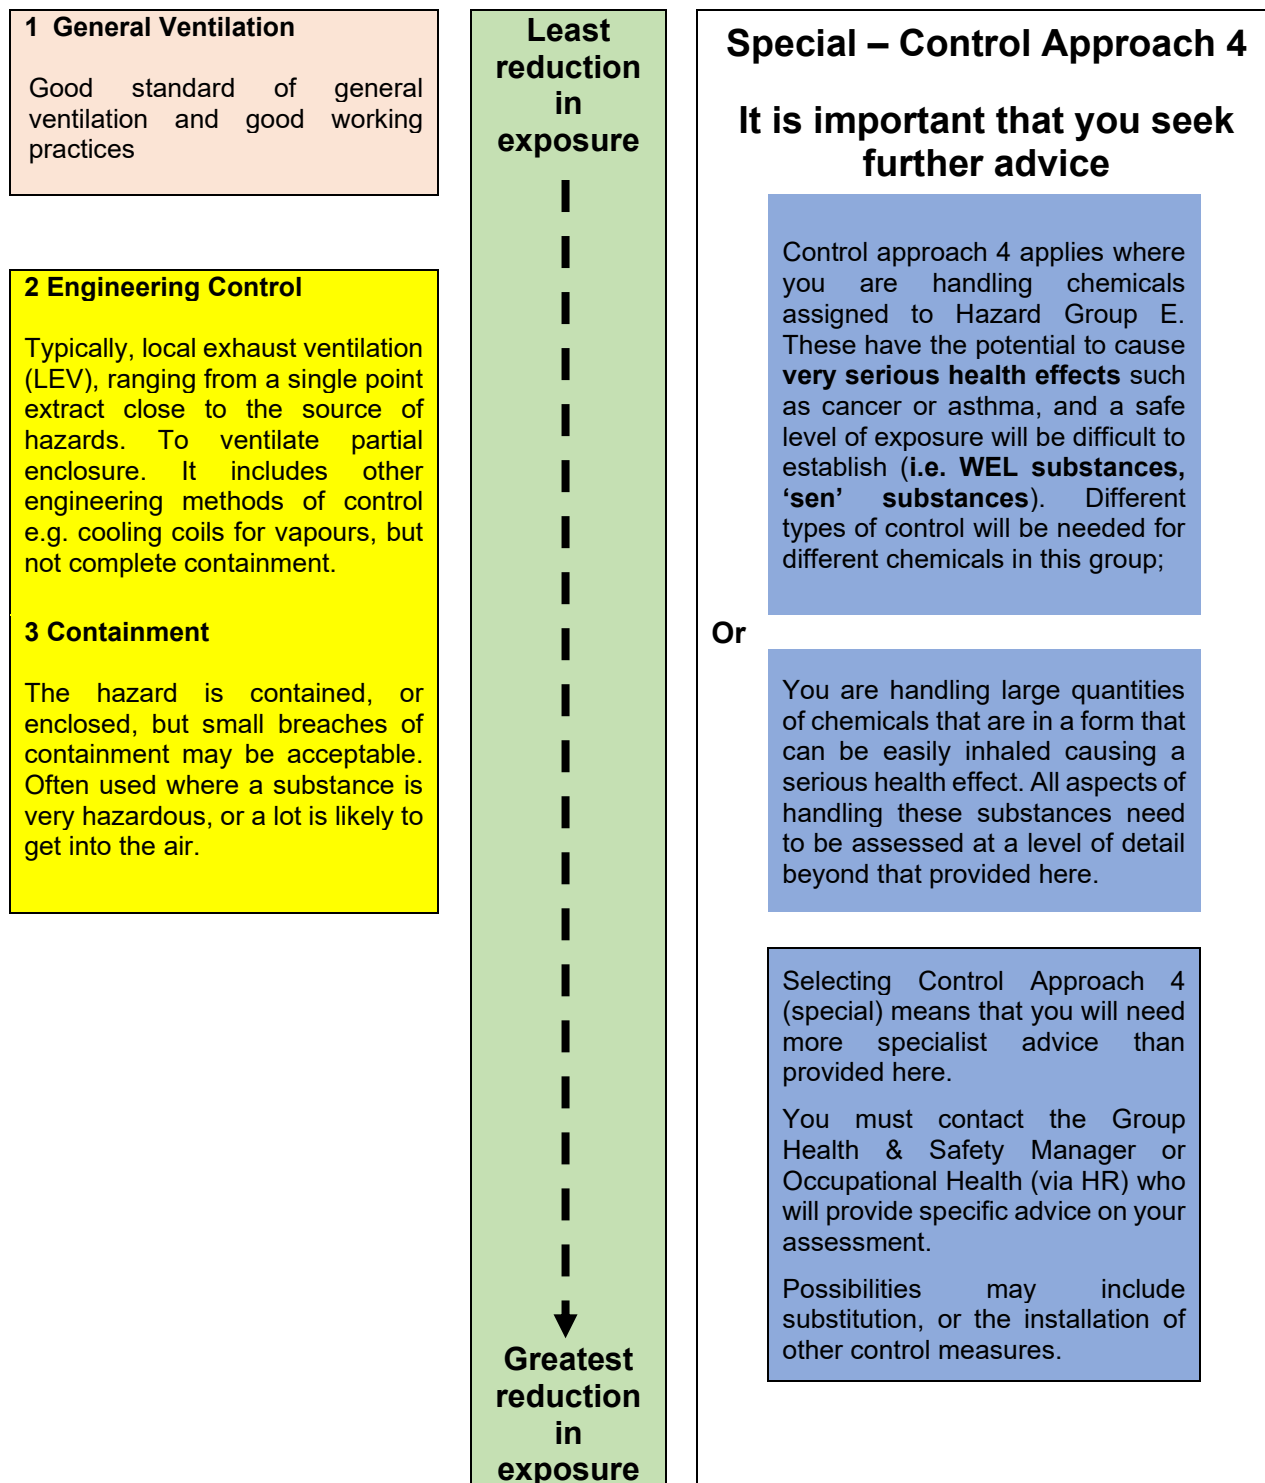 1 General Ventilation
Good standard of general
ventilation and good working
practices
2 Engineering Control
Typically, local exhaust ventilation
(LEV), ranging from a single point
extract close to the source of
hazards. To ventilate partial
enclosure. It includes other
engineering methods of control
e.g. cooling coils for vapours, but
not complete containment.
3 Containment
The hazard is contained, or
enclosed, but small breaches of
containment may be acceptable.
Often used where a substance is
very hazardous, or a lot is likely to
get into the air.
Least
reduction
in
exposure
Greatest
reduction
in
exposure
Special – Control Approach 4
It is important that you seek
further advice
Control approach 4 applies where
you are handling chemicals
assigned to Hazard Group E.
These have the potential to cause
very serious health effects such
as cancer or asthma, and a safe
level of exposure will be difficult to
establish (i.e. WEL substances,
‘sen’ substances). Different
types of control will be needed for
different chemicals in this group;
Or
You are handling large quantities
of chemicals that are in a form that
can be easily inhaled causing a
serious health effect. All aspects of
handling these substances need
to be assessed at a level of detail
beyond that provided here.
Selecting Control Approach 4
(special) means that you will need
more specialist advice than
provided here.
You must contact the Group
Health & Safety Manager or
Occupational Health (via HR) who
will provide specific advice on your
assessment.
Possibilities may include
substitution, or the installation of
other control measures.